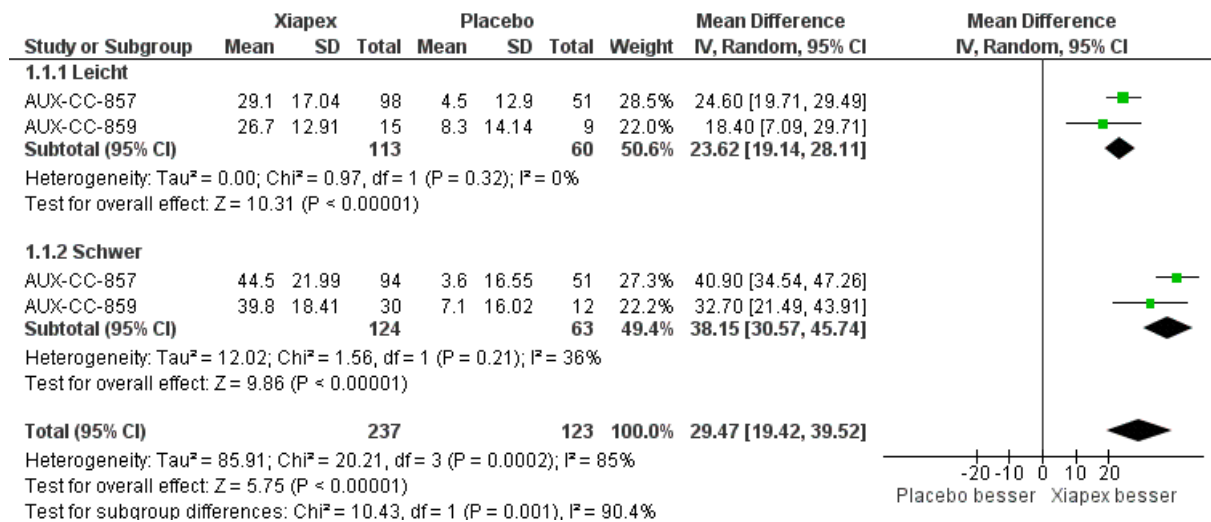 Xiapex Placebo Mean Difference Mean Difference
Study or Subgroup Mean SD Total Mean SD Total Weight IV, Random, 95% CI IV, Random, 95% CI
1.1.1 Leicht
AUX-CC-857 29.1 17.04 98 4.5 12.9 51 28.5% 24.60 [19.71, 29.49]
AUX-CC-859 26.7 12.91 15 8.3 14.14 9 22.0% 18.40 [7.09, 29.71]
Subtotal (95% CI) 113 60 50.6% 23.62 [19.14, 28.11]
Heterogeneity: Tau² = 0.00; Chi² = 0.97, df = 1 (P = 0.32); I² = 0%
Test for overall effect: Z = 10.31 (P < 0.00001)
1.1.2 Schwer
AUX-CC-857 44.5 21.99 94 3.6 16.55 51 27.3% 40.90 [34.54, 47.26]
AUX-CC-859 39.8 18.41 30 7.1 16.02 12 22.2% 32.70 [21.49, 43.91]
Subtotal (95% CI) 124 63 49.4% 38.15 [30.57, 45.74]
Heterogeneity: Tau² = 12.02; Chi² = 1.56, df = 1 (P = 0.21); I² = 36%
Test for overall effect: Z = 9.86 (P < 0.00001)
Total (95% CI) 237 123 100.0% 29.47 [19.42, 39.52]
Heterogeneity: Tau² = 85.91; Chi² = 20.21, df = 3 (P = 0.0002); I² = 85%
Test for overall effect: Z = 5.75 (P < 0.00001)
Test for subgroup differences: Chi² = 10.43, df = 1 (P = 0.001), I² = 90.4%
-20 -10 0 10 20
Placebo besser Xiapex besser